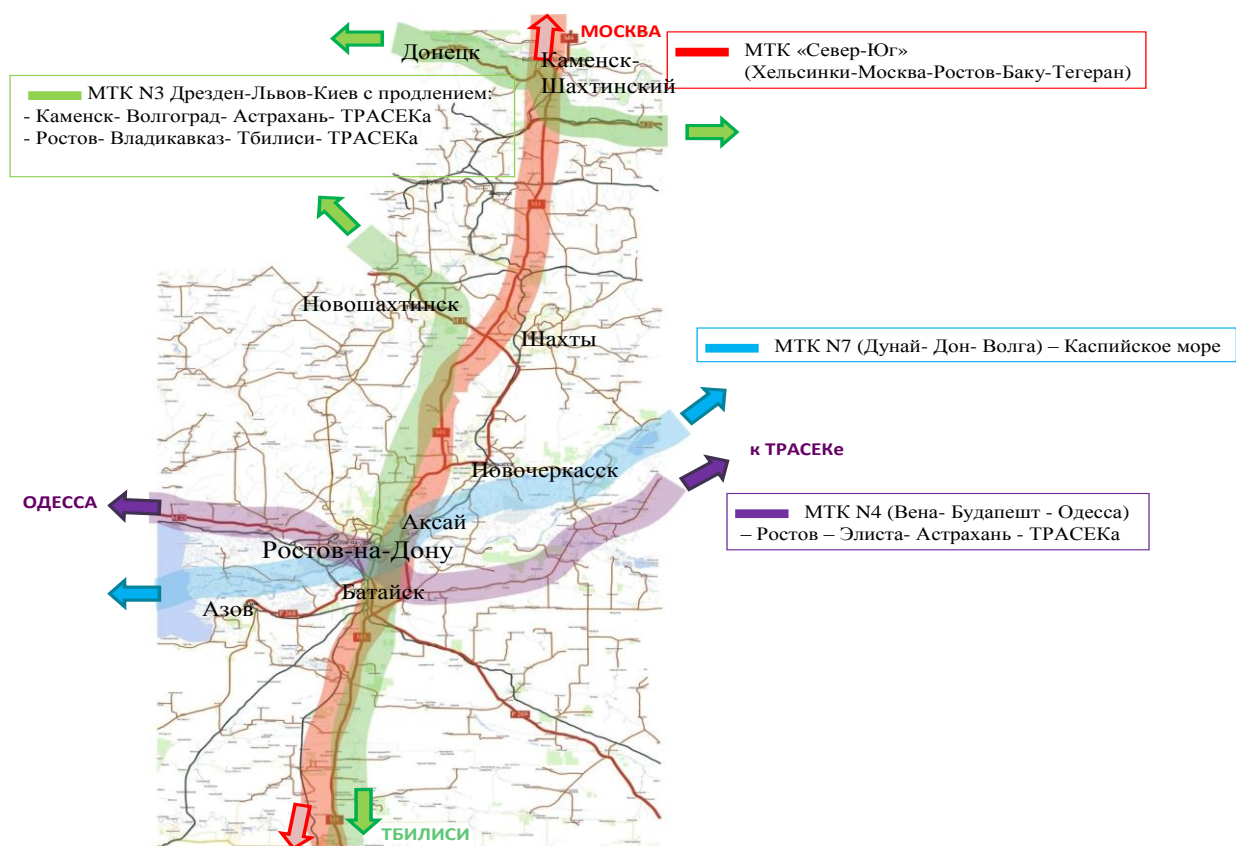 МОСКВА
МТК «Север-Юг»
(Хельсинки-Москва-Ростов-Баку-Тегеран)
Донецк
Каменск-
Шахтинский
МТК N3 Дрезден-Львов-Киев с продлением:
- Каменск- Волгоград- Астрахань- ТРАСЕКа
- Ростов- Владикавказ- Тбилиси- ТРАСЕКа
Новошахтинск
Шахты
МТК N7 (Дунай- Дон- Волга) – Каспийское море
Новочеркасск
к ТРАСЕКе
ОДЕССА
МТК N4 (Вена- Будапешт - Одесса)
– Ростов – Элиста- Астрахань - ТРАСЕКа
Аксай
Ростов-на-Дону
Батайск
Азов
ТБИЛИСИ